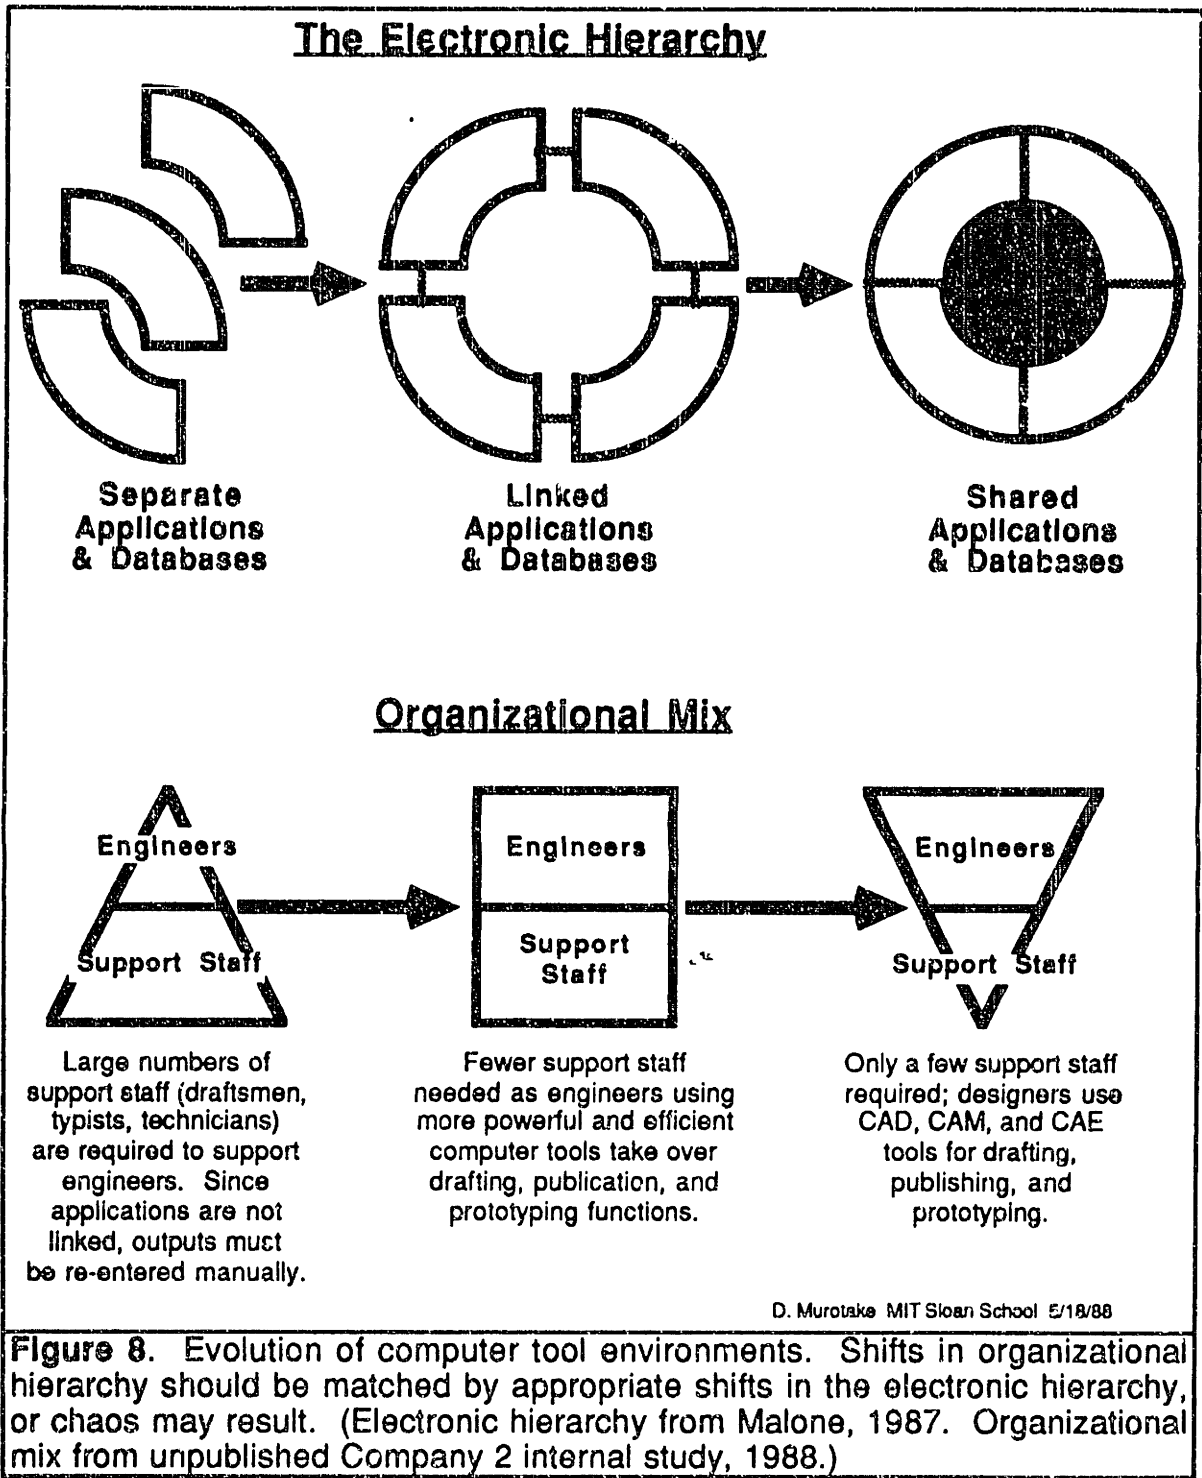 The Electronic Hierarchy
Separate
Applications
& Databases
Linked
Applications
& Databases
Shared
Applications
& Databases
Organizational Mix
Engineers
Support Staff
Engineers
Support
Staff
Engineers
Support Staff
Large numbers of
support staff (draftsmen,
typists, technicians)
are required to support
engineers. Since
applications are not
linked, outputs must
be re-entered manually.
Fewer support staff
needed as engineers using
more powerful and efficient
computer tools take over
drafting, publication, and
prototyping functions.
Only a few support staff
required; designers use
CAD, CAM, and CAE
tools for drafting,
publishing, and
prototyping.
D. Murotake MIT Sloan School 5/18/88
Figure 8. Evolution of computer tool environments. Shifts in organizational
hierarchy should be matched by appropriate shifts in the electronic hierarchy,
or chaos may result. (Electronic hierarchy from Malone, 1987. Organizational
mix from unpublished Company 2 internal study, 1988.)